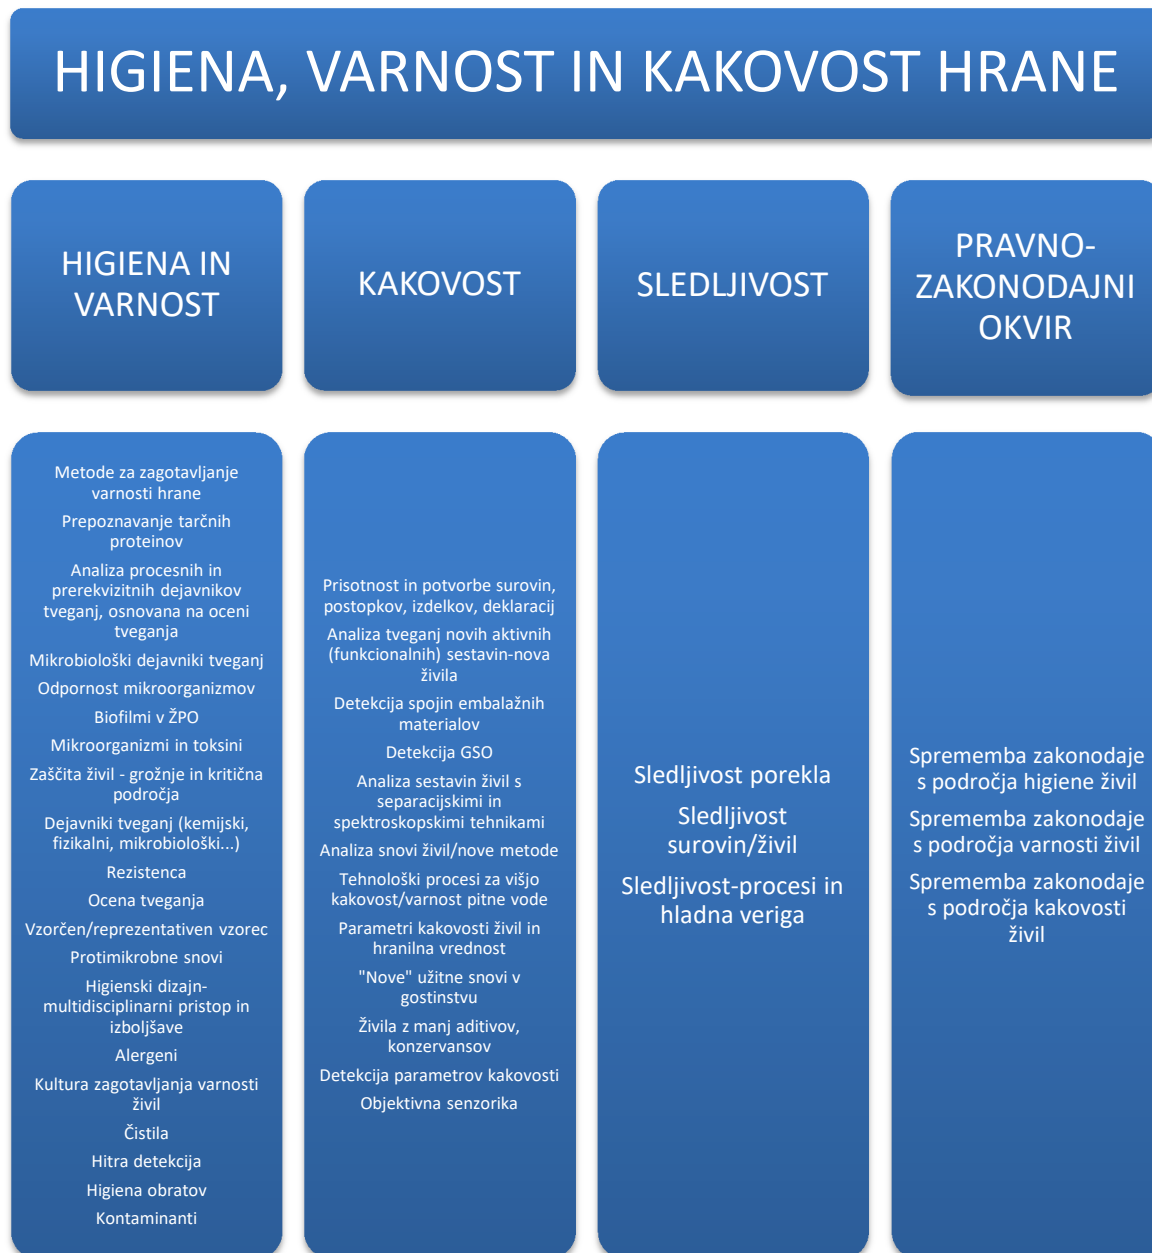 HIGIENA, VARNOST IN KAKOVOST HRANE
HIGIENA IN
VARNOST
KAKOVOST
SLEDLJIVOST
PRAVNO-
ZAKONODAJNI
OKVIR
Metode za zagotavljanje
varnosti hrane
Prepoznavanje tarčnih
proteinov
Analiza procesnih in
prerekvizitnih dejavnikov
tveganj, osnovana na oceni
tveganja
Mikrobiološki dejavniki tveganj
Odpornost mikroorganizmov
Biofilmi v ŽPO
Mikroorganizmi in toksini
Zaščita živil - grožnje in kritična
področja
Dejavniki tveganj (kemijski,
fizikalni, mikrobiološki...)
Rezistenca
Ocena tveganja
Vzorčen/reprezentativen vzorec
Protimikrobne snovi
Higienski dizajn-
multidisciplinarni pristop in
izboljšave
Alergeni
Kultura zagotavljanja varnosti
živil
Čistila
Hitra detekcija
Higiena obratov
Kontaminanti
Prisotnost in potvorbe surovin,
postopkov, izdelkov, deklaracij
Analiza tveganj novih aktivnih
(funkcionalnih) sestavin-nova
živila
Detekcija spojin embalažnih
materialov
Detekcija GSO
Analiza sestavin živil s
separacijskimi in
spektroskopskimi tehnikami
Analiza snovi živil/nove metode
Tehnološki procesi za višjo
kakovost/varnost pitne vode
Parametri kakovosti živil in
hranilna vrednost
"Nove" užitne snovi v
gostinstvu
Živila z manj aditivov,
konzervansov
Detekcija parametrov kakovosti
Objektivna senzorika
Sledljivost porekla
Sledljivost
surovin/živil
Sledljivost-procesi in
hladna veriga
Sprememba zakonodaje
s področja higiene živil
Sprememba zakonodaje
s področja varnosti živil
Sprememba zakonodaje
s področja kakovosti
živil